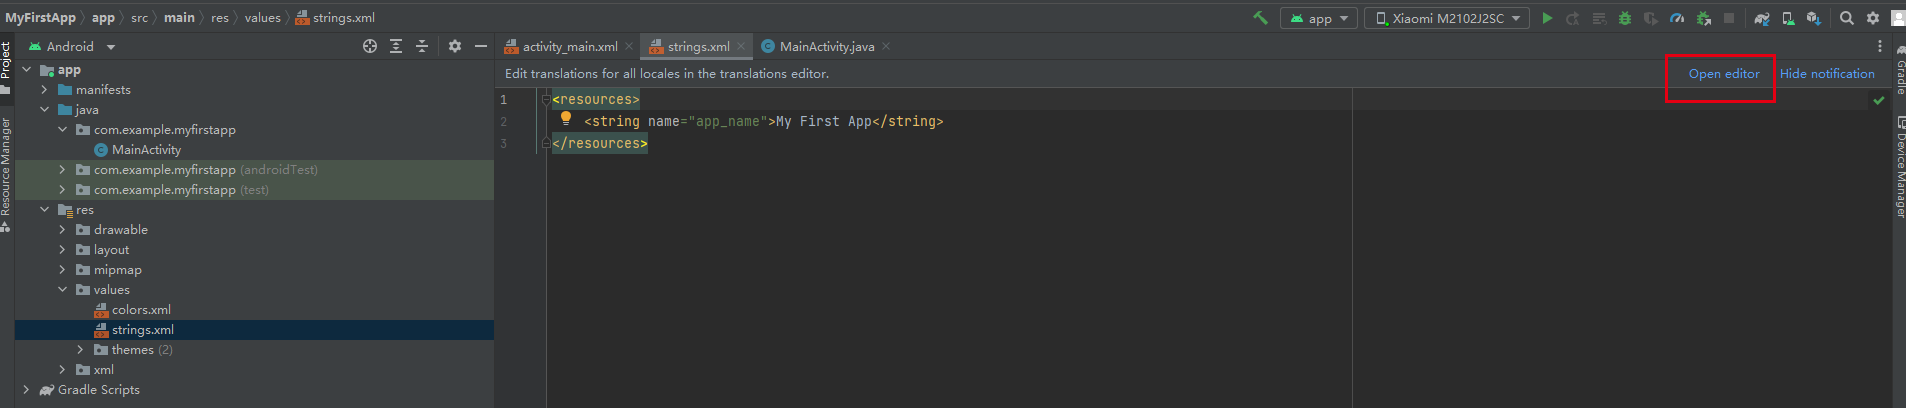 MyFirstApp app src main res values strings.xml app Xiaomi M2102J2SC
Project
Resource Manager
Android
app
manifests
java
com.example.myfirstapp
MainActivity
com.example.myfirstapp (androidTest)
com.example.myfirstapp (test)
res
drawable
layout
mipmap
values
colors.xml
strings.xml
themes (2)
xml
Gradle Scripts
activity_main.xml strings.xml MainActivity.java
Edit translations for all locales in the translations editor. Open editor Hide notification
1 <resources>
2 <string name="app_name">My First App</string>
3 </resources>
Gradle
Device Manager